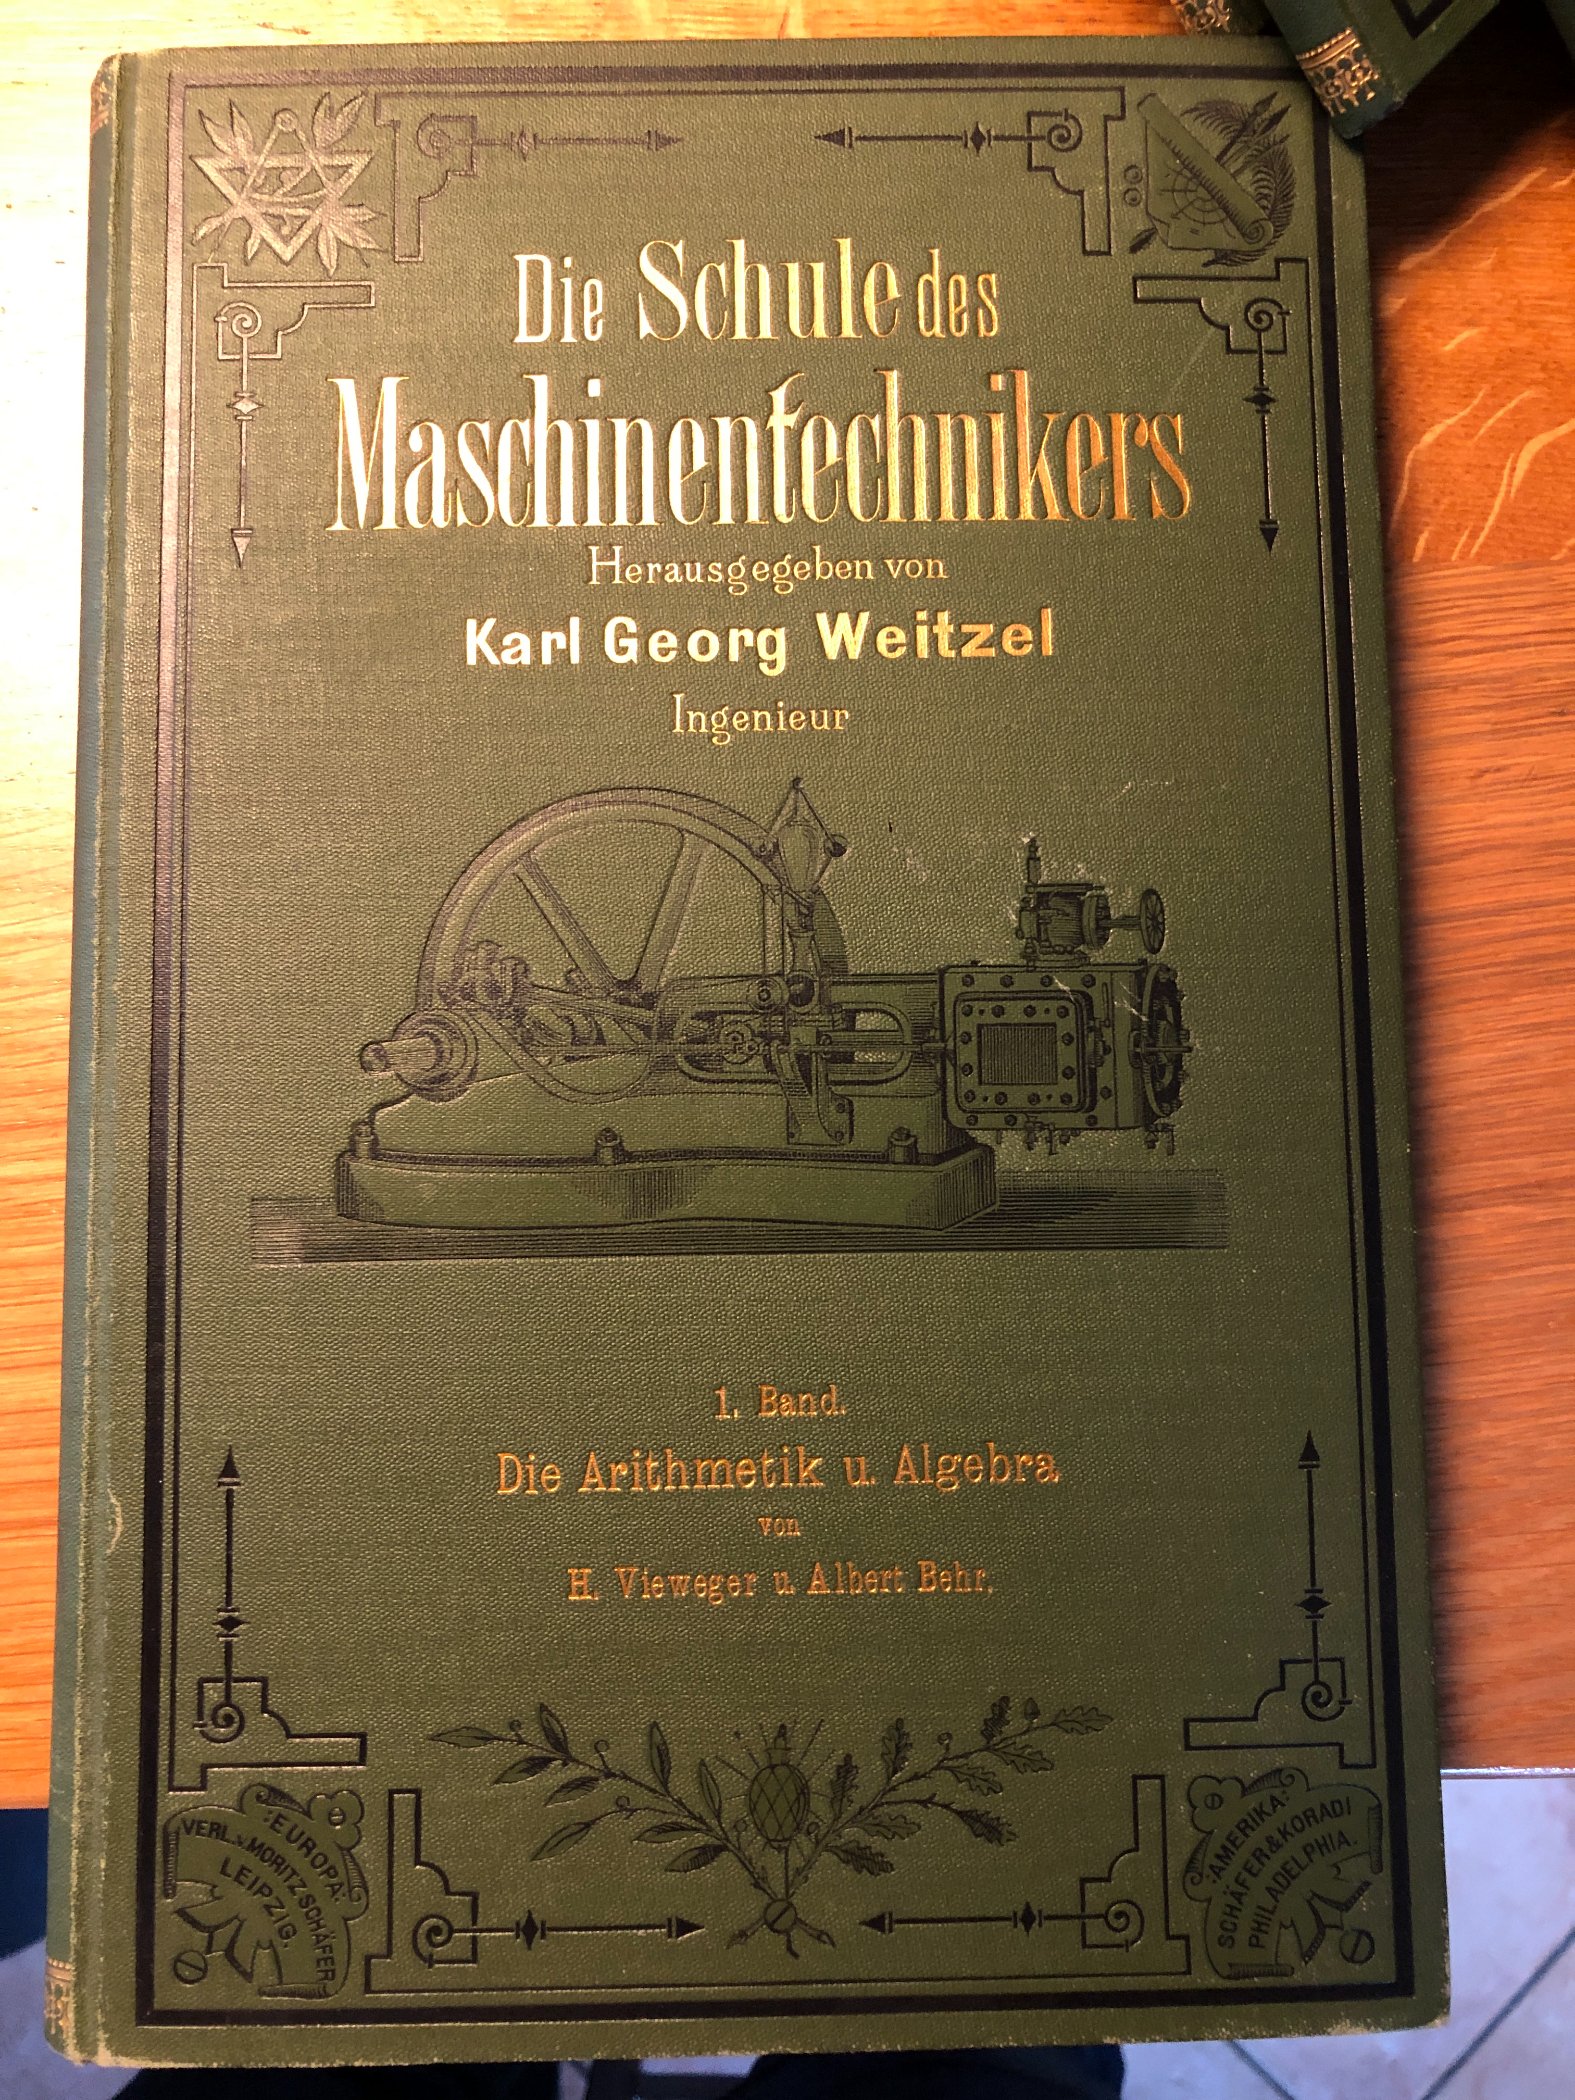 Die Schule des
Maschinentechnikers
Herausgegeben von
Karl Georg Weitzel
Ingenieur
1. Band.
Die Arithmetik u. Algebra
von
H. Vieweger u. Albert Behr.
:EUROPA:
VERL. v. MORITZ SCHÄFER
LEIPZIG.
:AMERIKA:
SCHÄFER & KORADI
PHILADELPHIA.